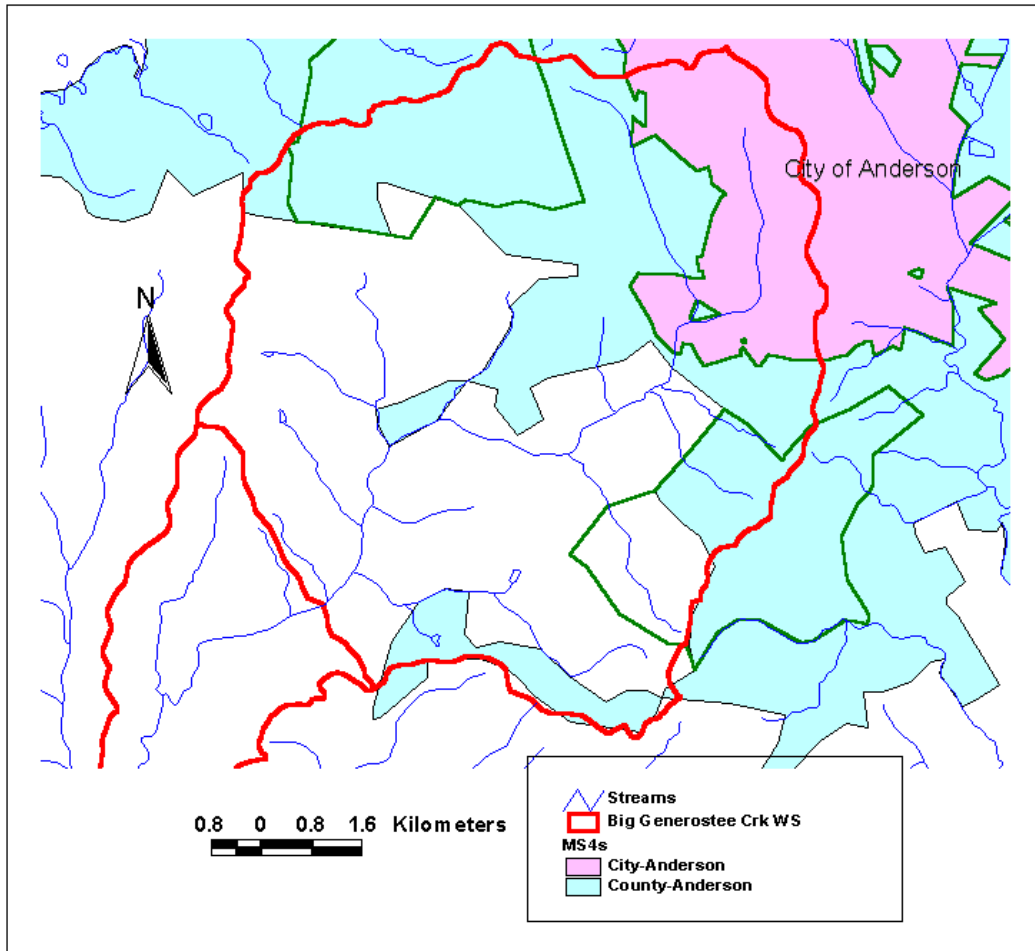 City of Anderson
N
0.8 0 0.8 1.6 Kilometers
Streams
Big Generostee Crk WS
MS4s
City-Anderson
County-Anderson